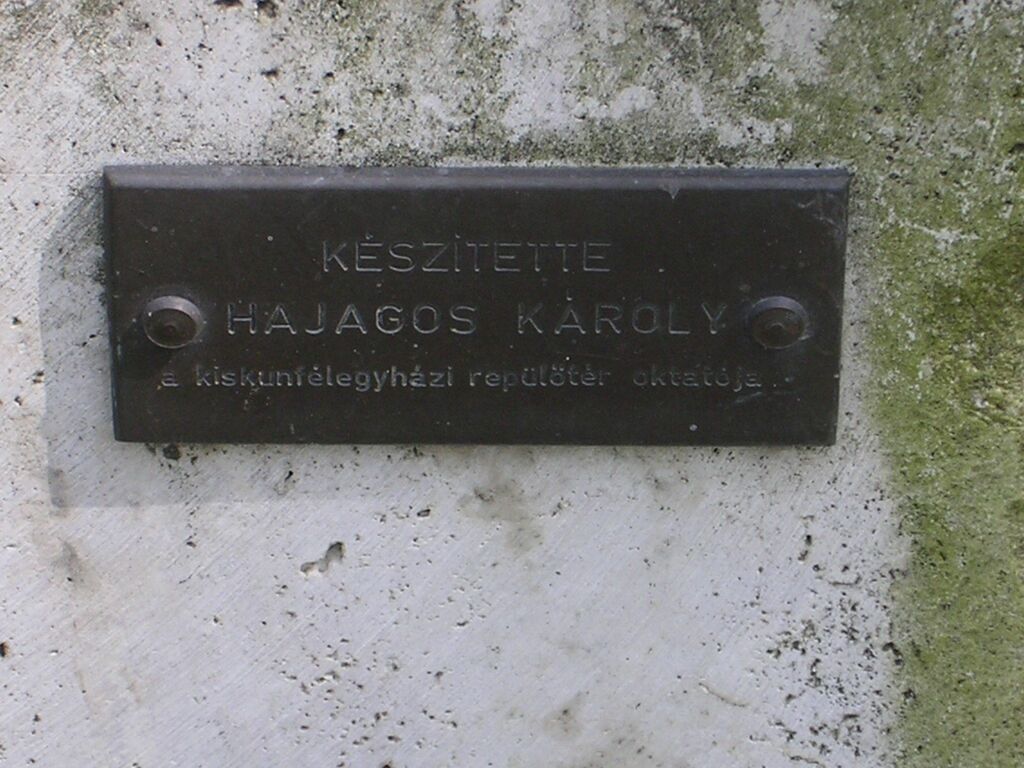 KÉSZÍTETTE
HAJAGOS KÁROLY
a kiskunfélegyházi repülőtér oktatója